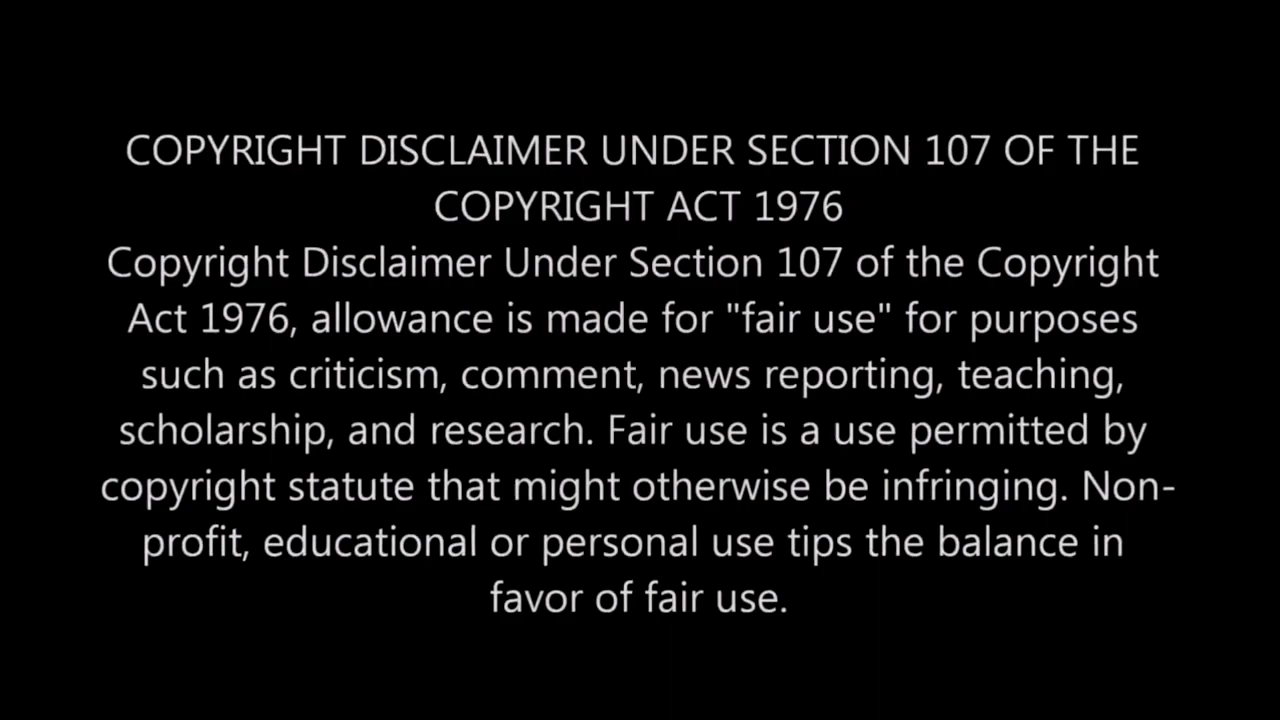 COPYRIGHT DISCLAIMER UNDER SECTION 107 OF THE
COPYRIGHT ACT 1976
Copyright Disclaimer Under Section 107 of the Copyright
Act 1976, allowance is made for "fair use" for purposes
such as criticism, comment, news reporting, teaching,
scholarship, and research. Fair use is a use permitted by
copyright statute that might otherwise be infringing. Non-
profit, educational or personal use tips the balance in
favor of fair use.